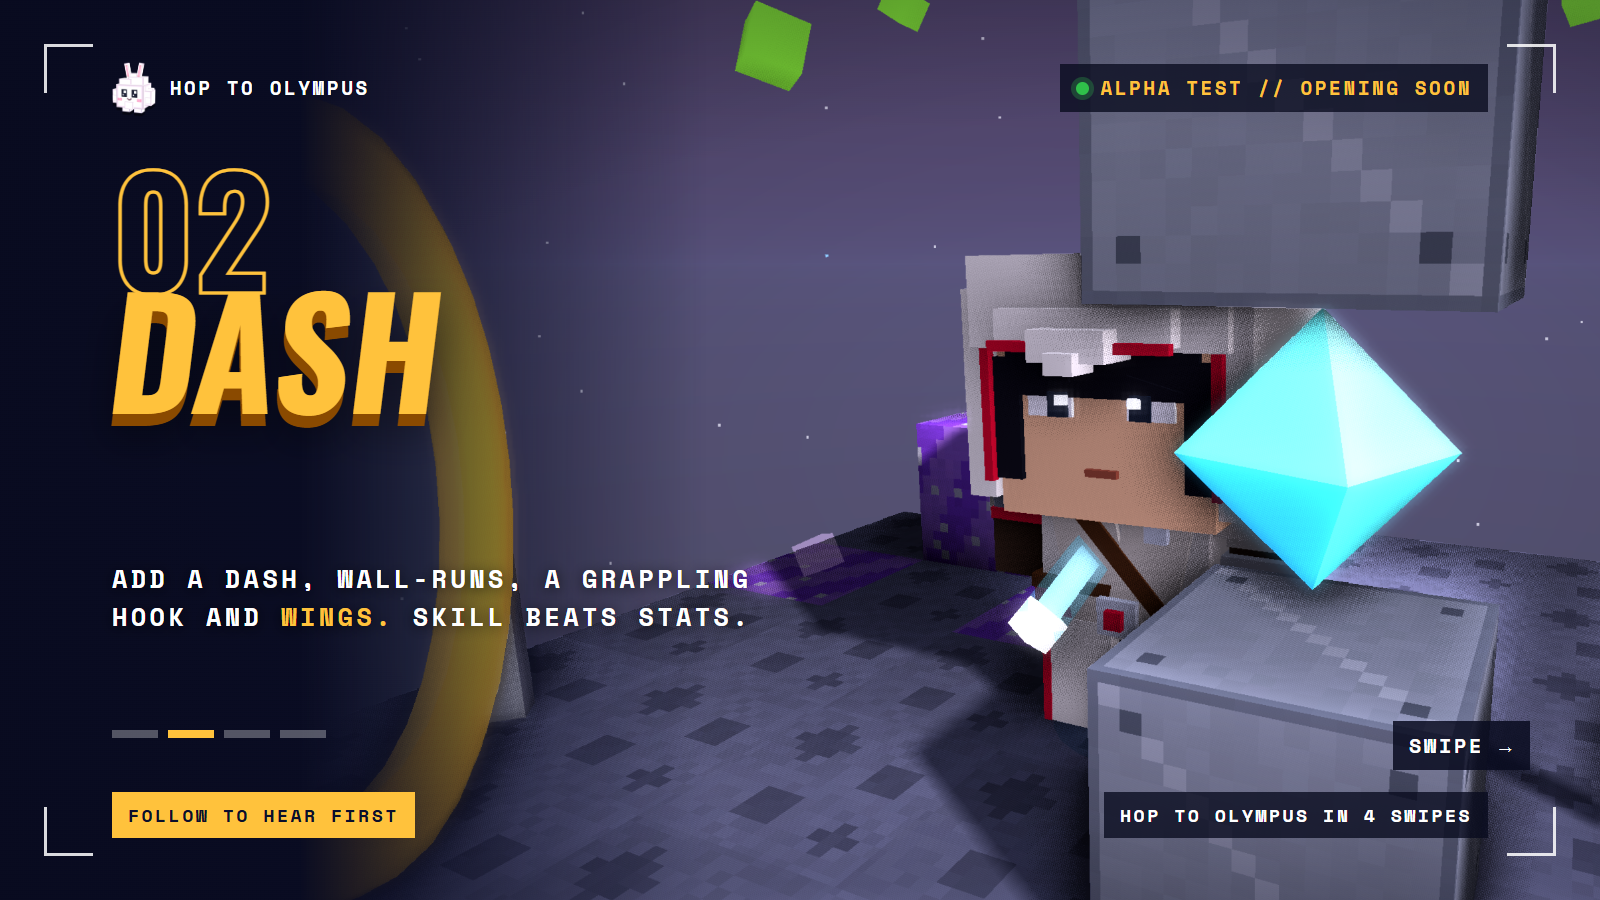 HOP TO OLYMPUS
ALPHA TEST // OPENING SOON
02
DASH
ADD A DASH, WALL-RUNS, A GRAPPLING
HOOK AND WINGS. SKILL BEATS STATS.
SWIPE →
FOLLOW TO HEAR FIRST
HOP TO OLYMPUS IN 4 SWIPES